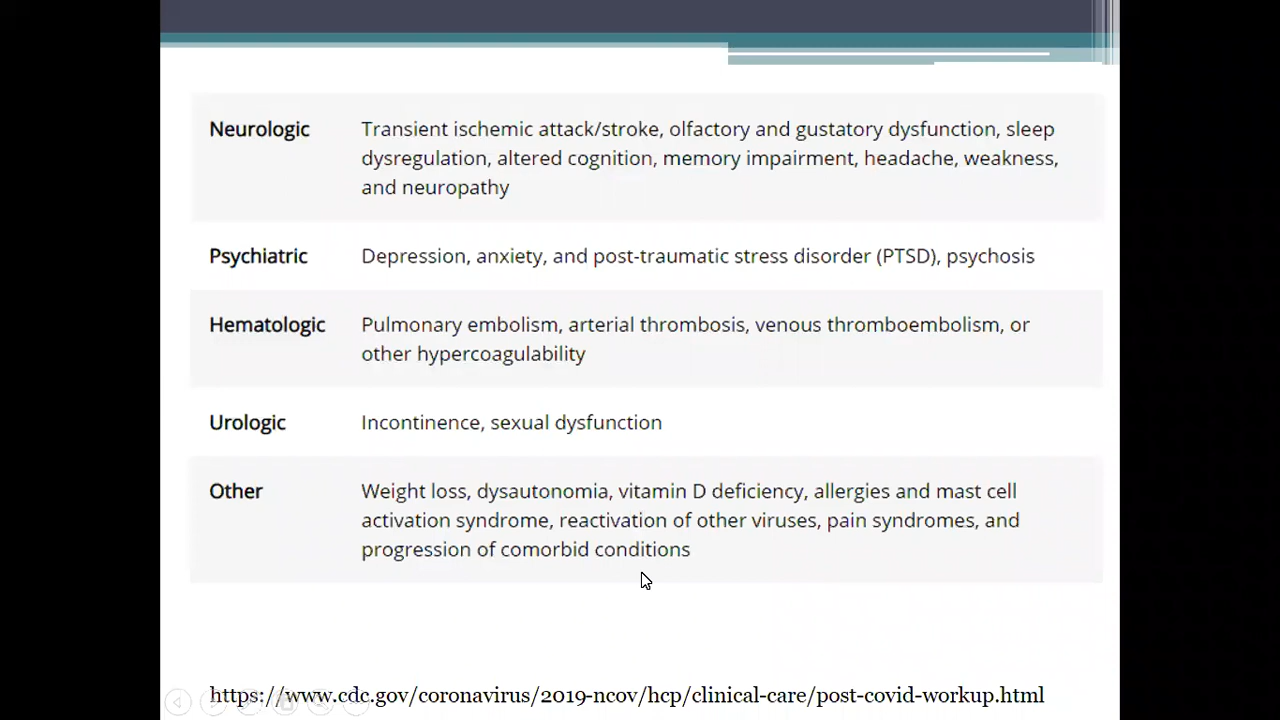 Neurologic Transient ischemic attack/stroke, olfactory and gustatory dysfunction, sleep
dysregulation, altered cognition, memory impairment, headache, weakness,
and neuropathy
Psychiatric Depression, anxiety, and post-traumatic stress disorder (PTSD), psychosis
Hematologic Pulmonary embolism, arterial thrombosis, venous thromboembolism, or
other hypercoagulability
Urologic Incontinence, sexual dysfunction
Other Weight loss, dysautonomia, vitamin D deficiency, allergies and mast cell
activation syndrome, reactivation of other viruses, pain syndromes, and
progression of comorbid conditions
https://www.cdc.gov/coronavirus/2019-ncov/hcp/clinical-care/post-covid-workup.html